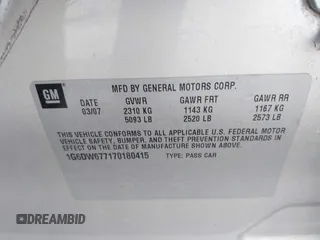 GM
MFD BY GENERAL MOTORS CORP.
DATE GVWR GAWR FRT GAWR RR
03/07 2310 KG 1143 KG 1167 KG
5093 LB 2520 LB 2573 LB
THIS VEHICLE CONFORMS TO ALL APPLICABLE U.S. FEDERAL MOTOR
VEHICLE SAFETY, BUMPER, AND THEFT PREVENTION STANDARDS IN
EFFECT ON THE DATE OF MANUFACTURE SHOWN ABOVE.
1G6DW677170180415 TYPE: PASS CAR
DREAMBID